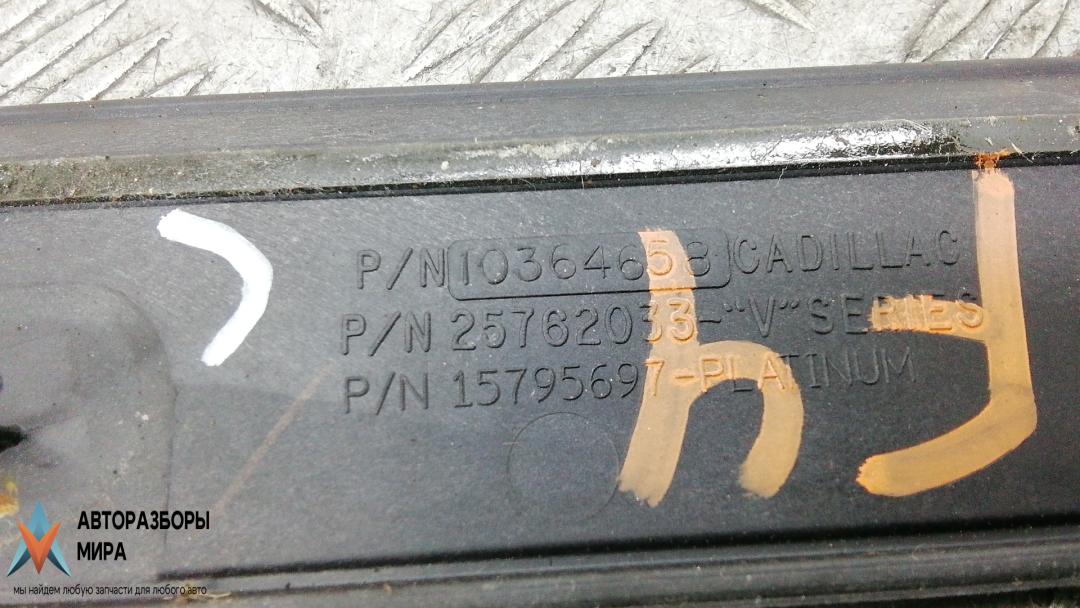 P/N 10364658 CADILLAC
P/N 25762033-"V" SERIES
P/N 15795697-PLATINUM
АВТОРАЗБОРЫ
МИРА
мы найдем любую запчасти для любого авто